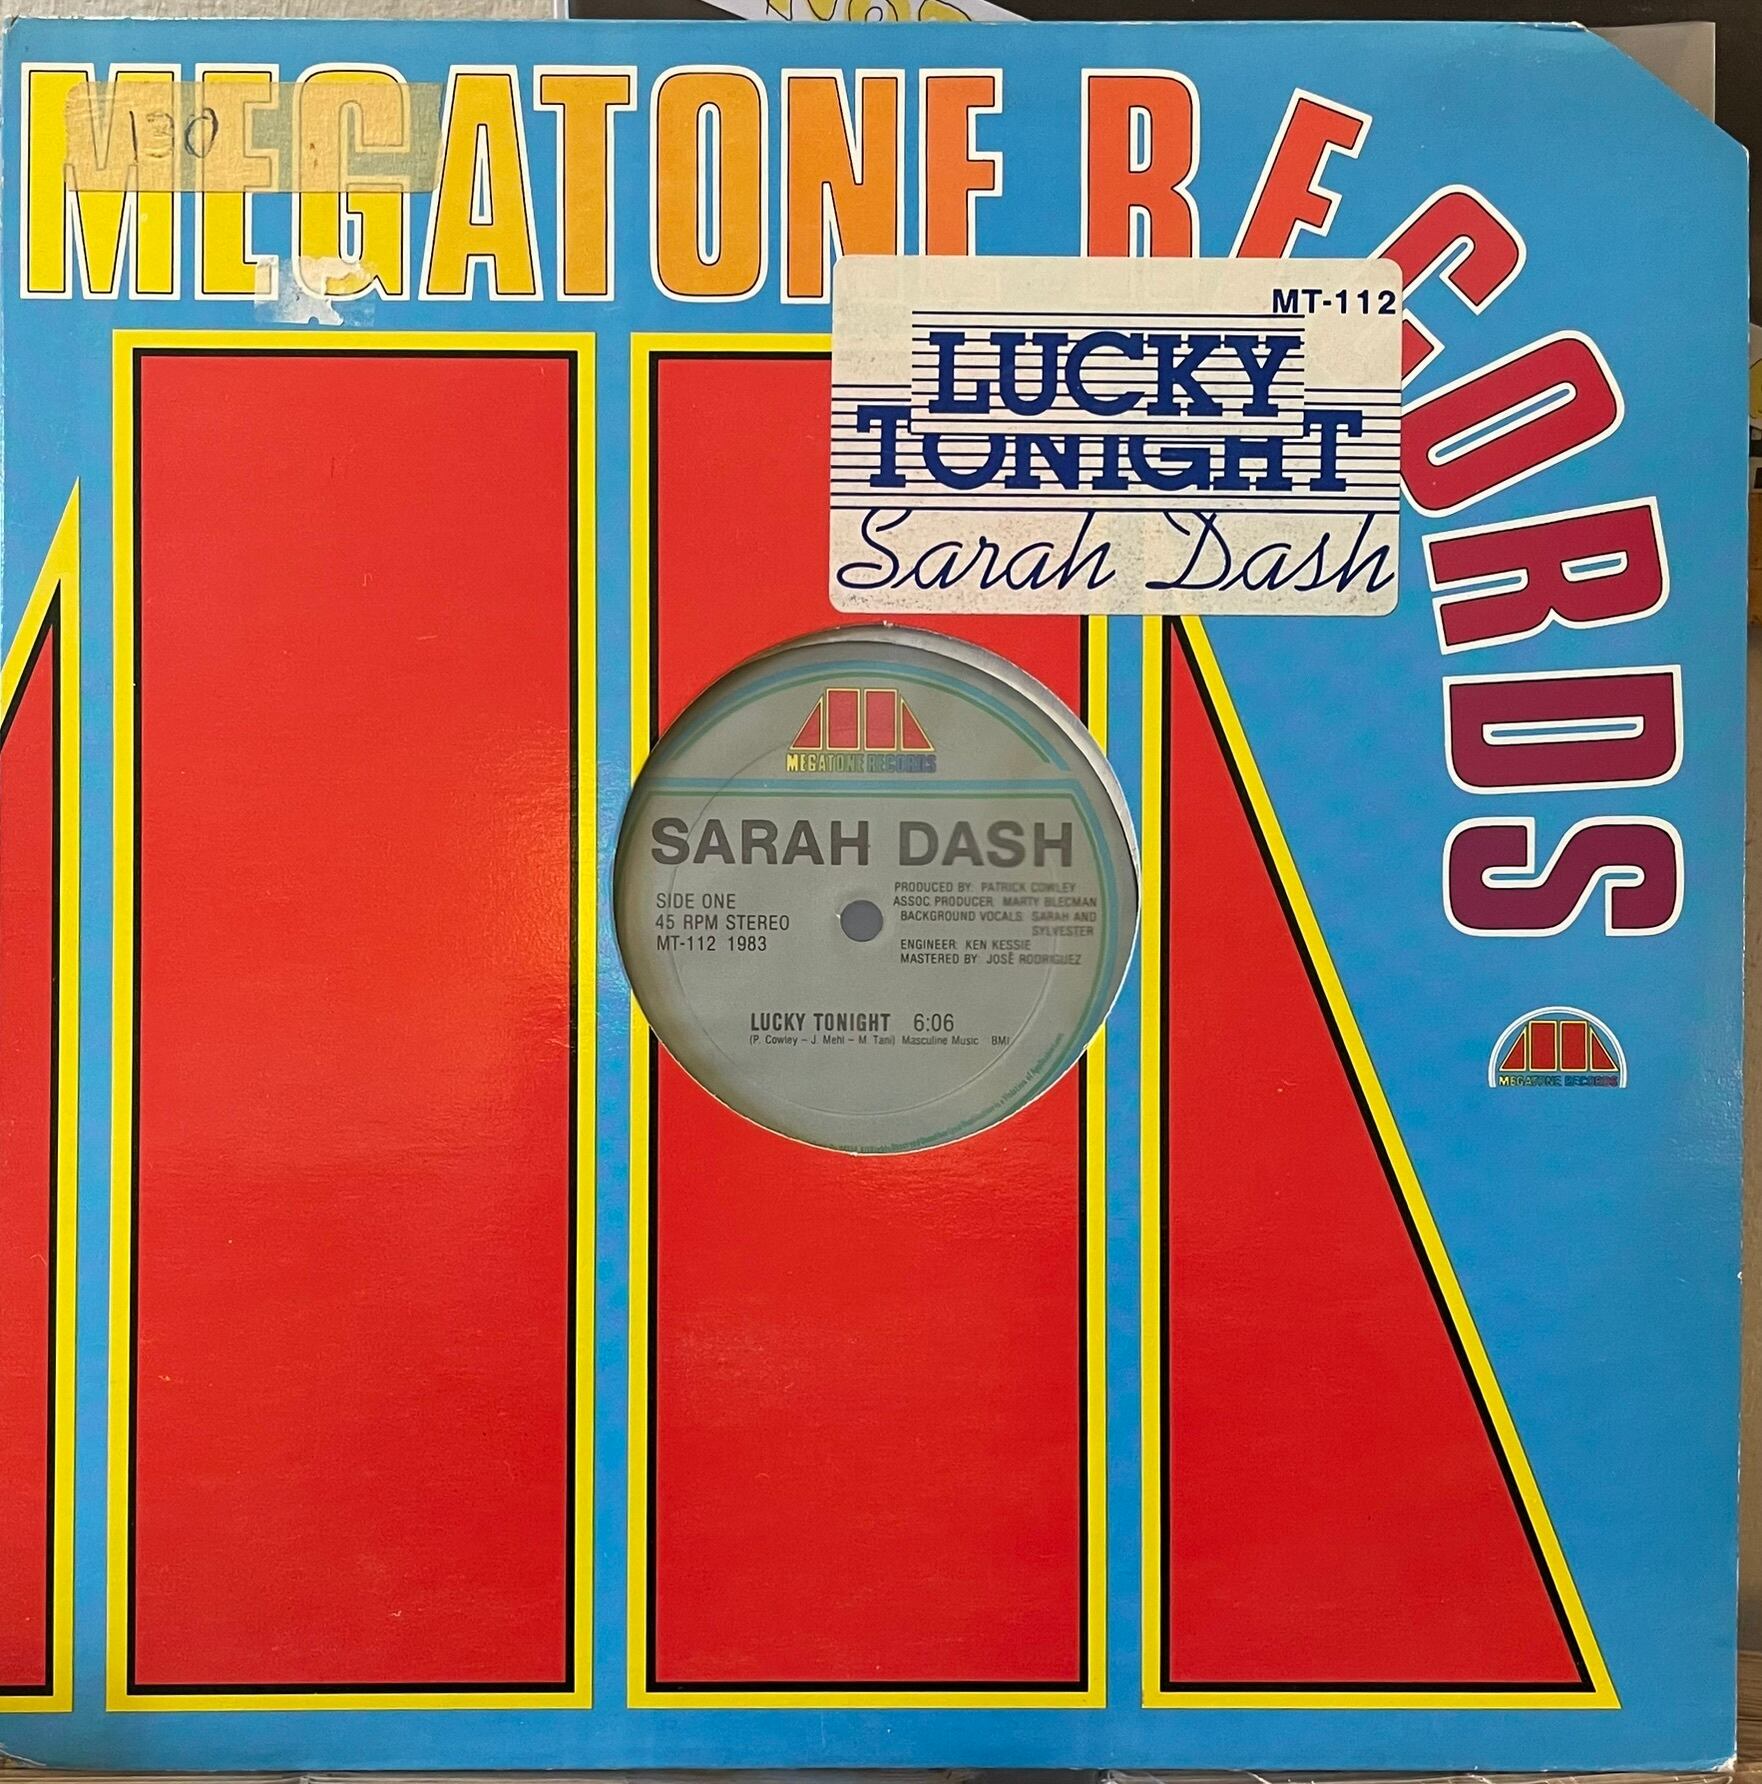 MEGATONE RECORDS
130
MT-112
LUCKY
TONIGHT
Sarah Dash
MEGATONE RECORDS
SARAH DASH
SIDE ONE
45 RPM STEREO
MT-112 1983
PRODUCED BY: PATRICK COWLEY
ASSOC. PRODUCER: MARTY BLECMAN
BACKGROUND VOCALS: SARAH AND
SYLVESTER
ENGINEER: KEN KESSIE
MASTERED BY: JOSÉ RODRIGUEZ
LUCKY TONIGHT 6:06
(P. Cowley – J. Mehl – M. Tani) Masculine Music BMI
MEGATONE RECORDS